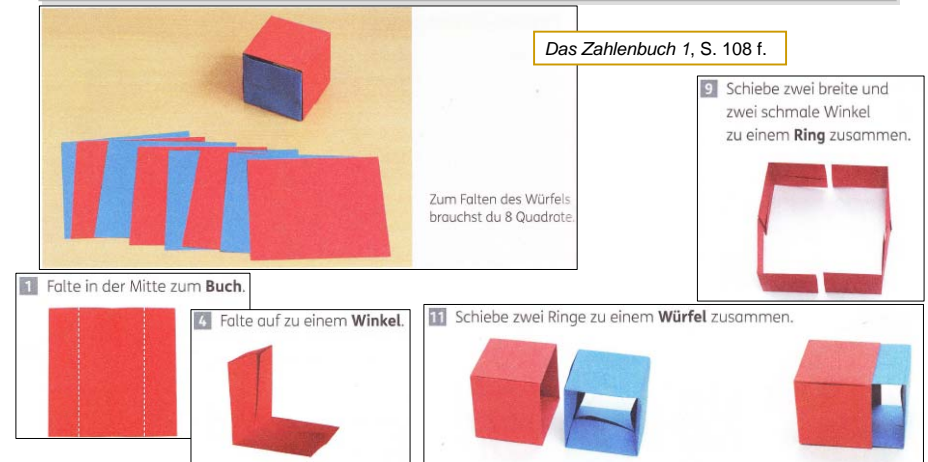 Das Zahlenbuch 1, S. 108 f.
9 Schiebe zwei breite und
zwei schmale Winkel
zu einem Ring zusammen.
Zum Falten des Würfels
brauchst du 8 Quadrate.
1 Falte in der Mitte zum Buch.
4 Falte auf zu einem Winkel.
11 Schiebe zwei Ringe zu einem Würfel zusammen.